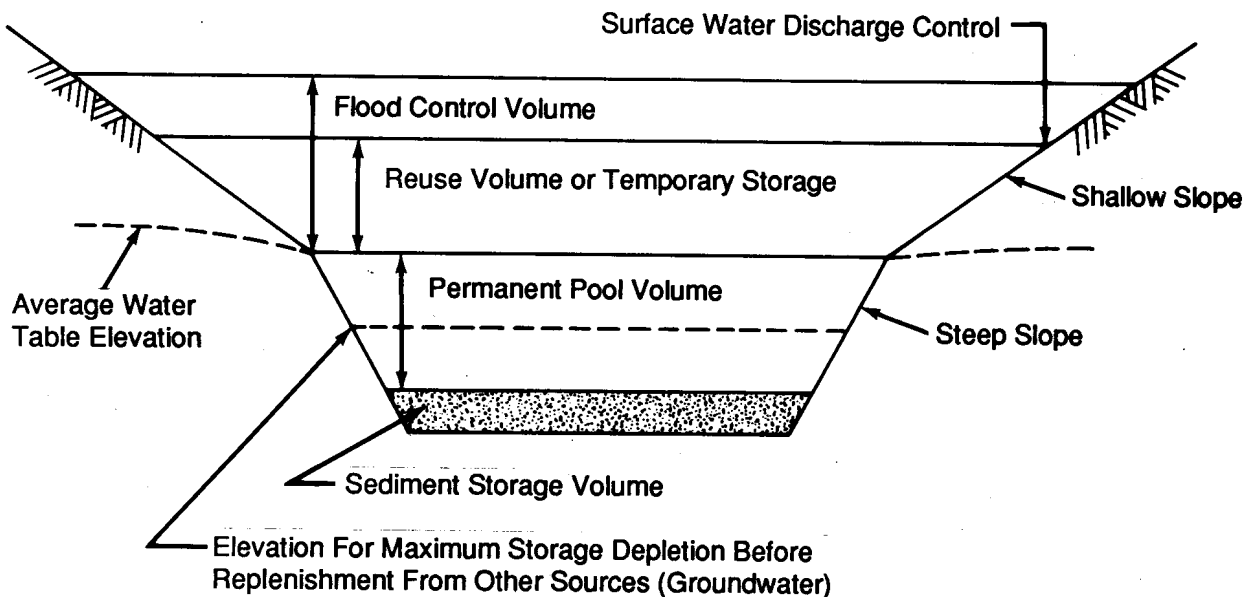 Surface Water Discharge Control
Flood Control Volume
Reuse Volume or Temporary Storage
Shallow Slope
Permanent Pool Volume
Average Water
Table Elevation
Steep Slope
Sediment Storage Volume
Elevation For Maximum Storage Depletion Before
Replenishment From Other Sources (Groundwater)